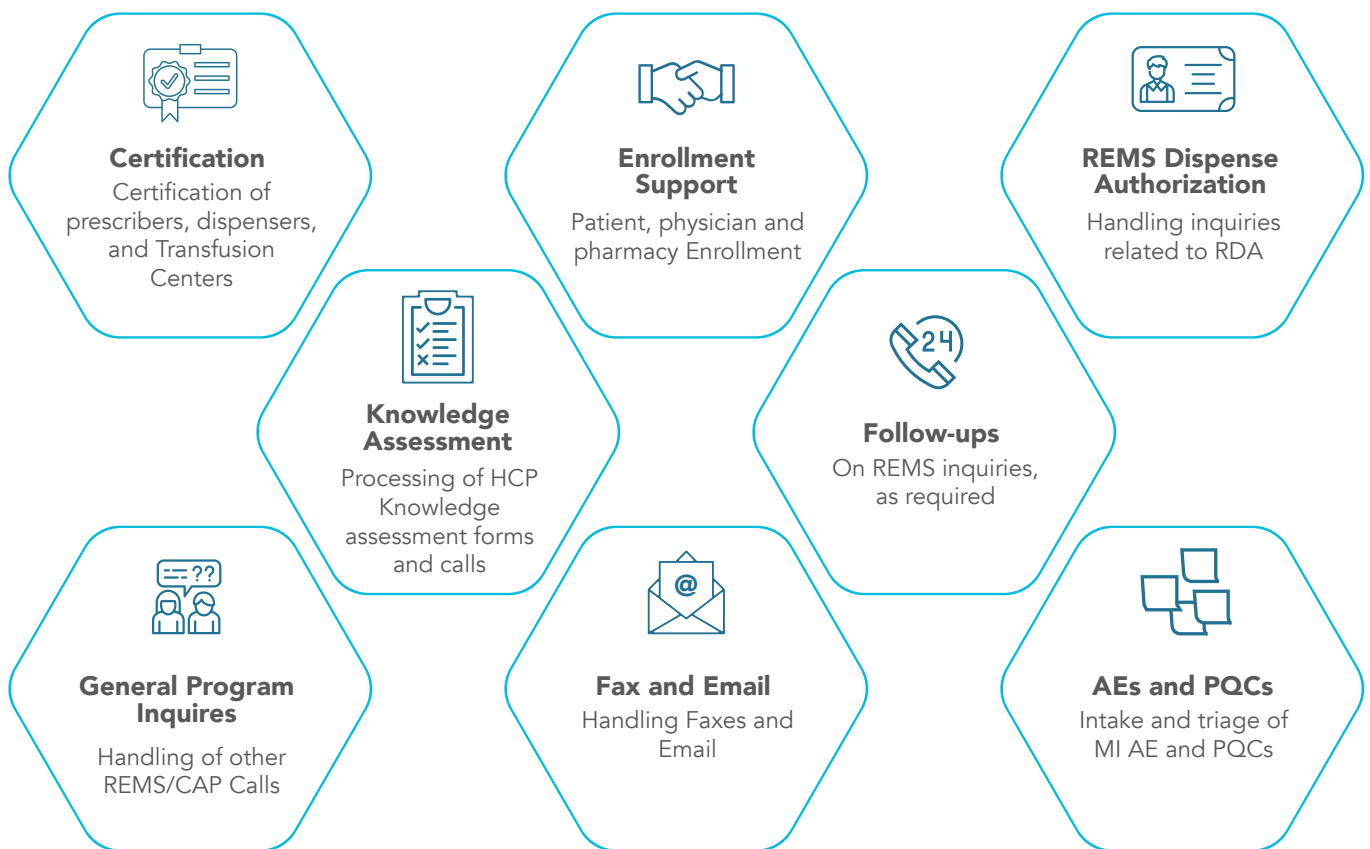 Certification
Certification of
prescribers, dispensers,
and Transfusion
Centers
Enrollment
Support
Patient, physician and
pharmacy Enrollment
REMS Dispense
Authorization
Handling inquiries
related to RDA
Knowledge
Assessment
Processing of HCP
Knowledge
assessment forms
and calls
24
Follow-ups
On REMS inquiries,
as required
??
General Program
Inquires
Handling of other
REMS/CAP Calls
@
Fax and Email
Handling Faxes and
Email
AEs and PQCs
Intake and triage of
MI AE and PQCs